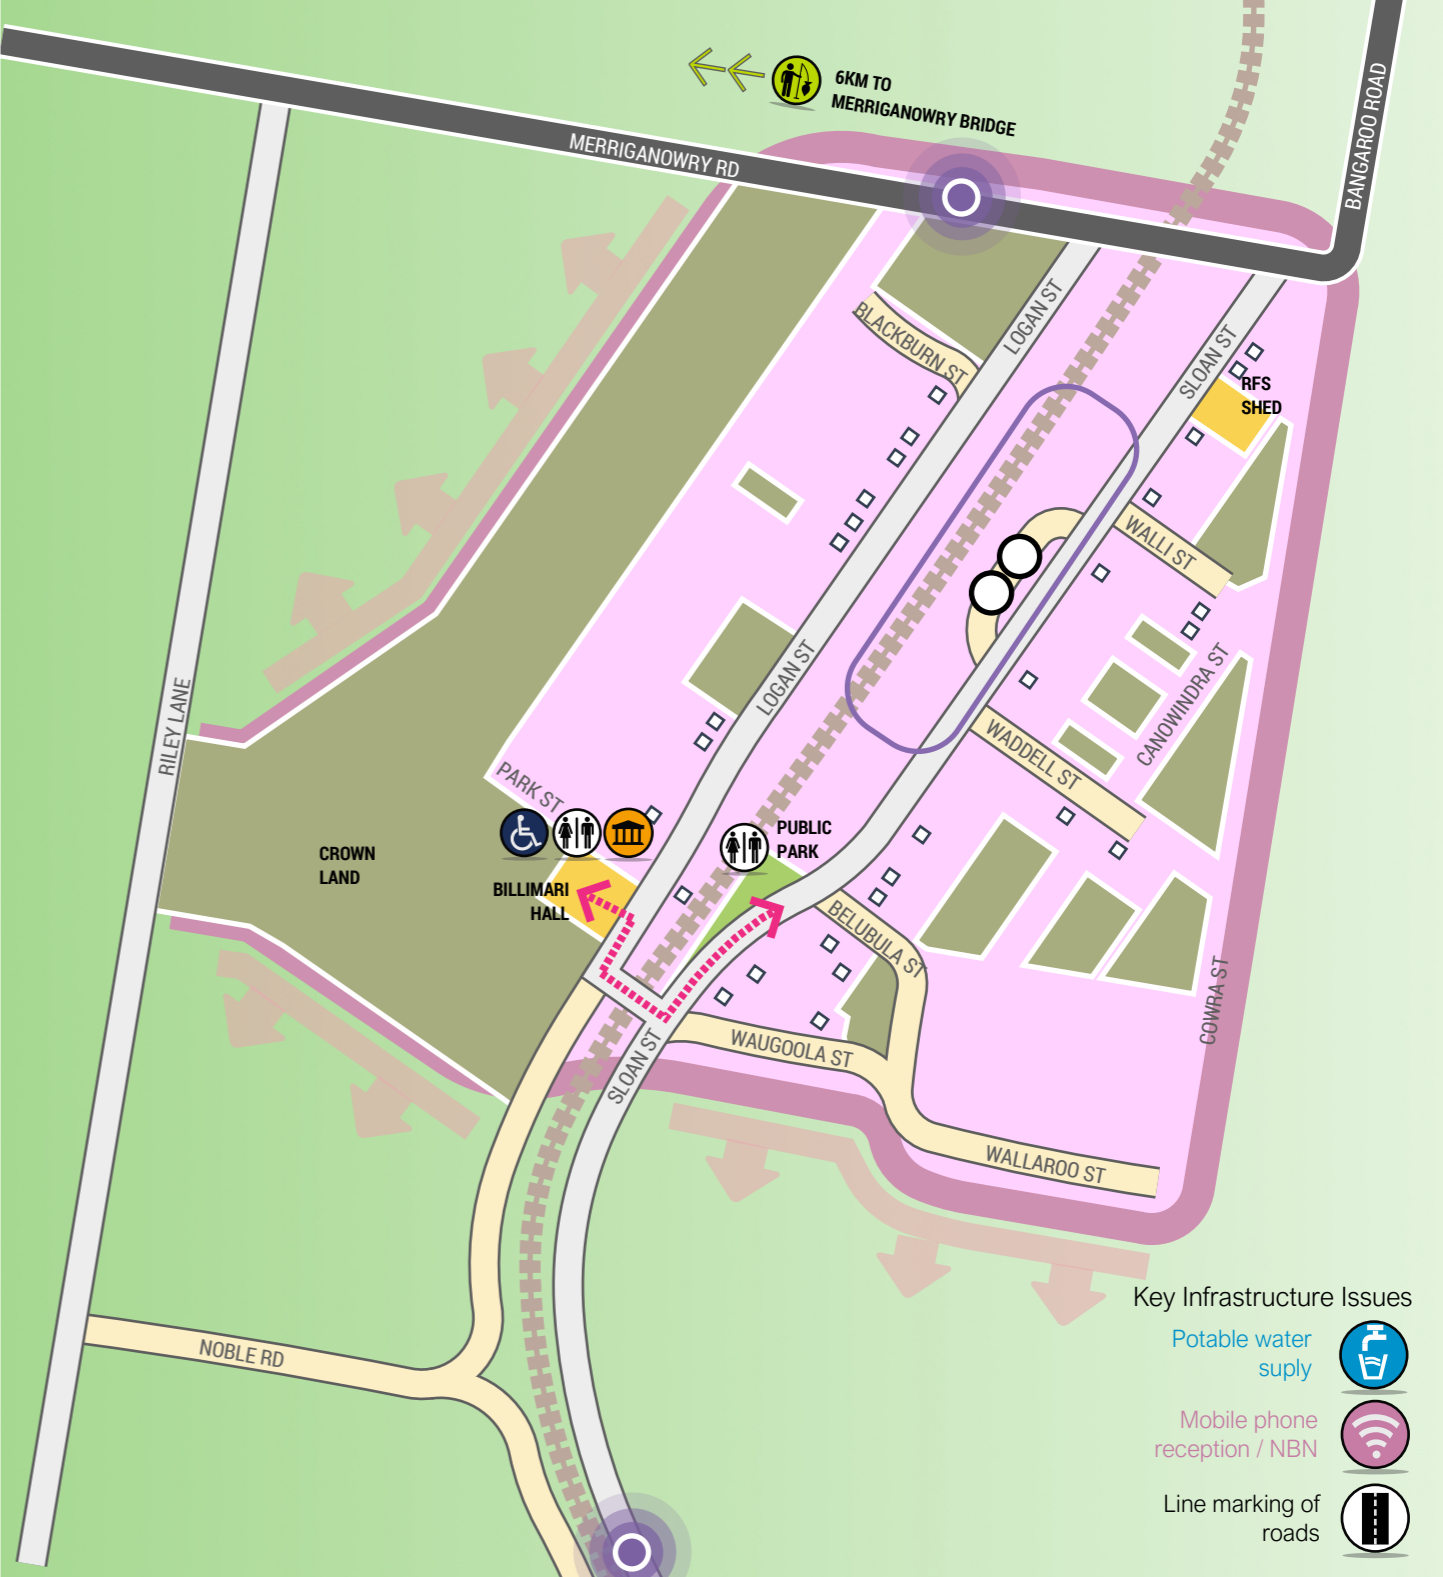 6KM TO
MERRIGANOWRY BRIDGE
BANGAROO ROAD
MERRIGANOWRY RD
LOGAN ST
BLACKBURN ST
SLOAN ST
RFS
SHED
WALLI ST
CANOWINDRA ST
LOGAN ST
RILEY LANE
WADDELL ST
PARK ST
PUBLIC
PARK
CROWN
LAND
BILLIMARI
HALL
BELUBULA ST
COWRA ST
WAUGOOLA ST
SLOAN ST
WALLAROO ST
NOBLE RD
Key Infrastructure Issues
Potable water
suply
Mobile phone
reception / NBN
Line marking of
roads